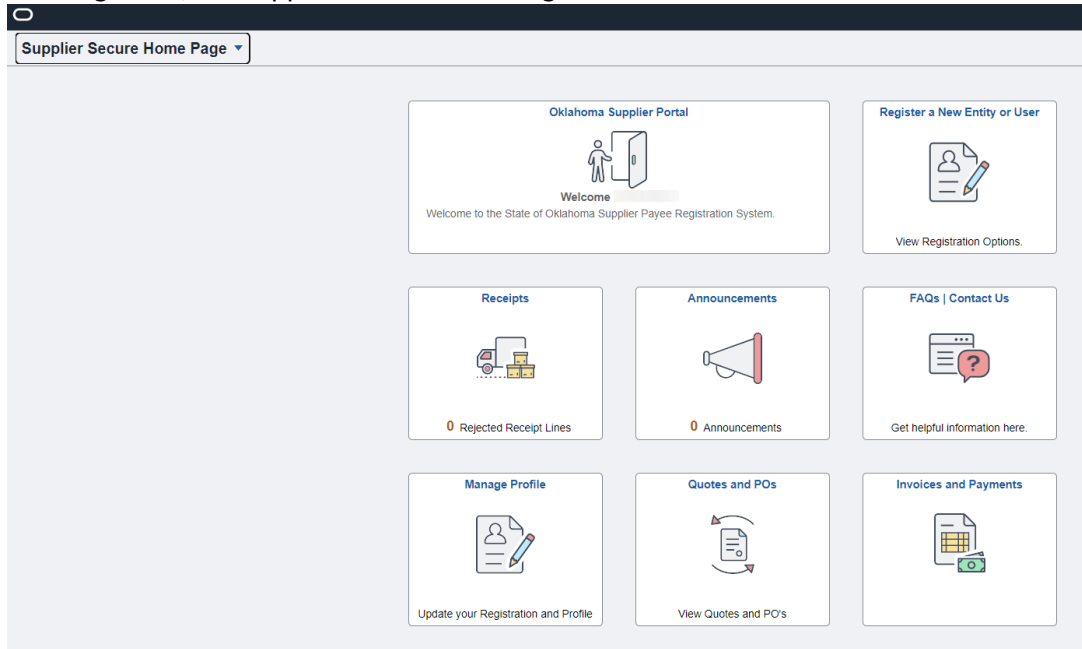 Supplier Secure Home Page
Oklahoma Supplier Portal
Welcome
Welcome to the State of Oklahoma Supplier Payee Registration System.
Register a New Entity or User
View Registration Options.
Receipts
0 Rejected Receipt Lines
Announcements
0 Announcements
FAQs | Contact Us
?
Get helpful information here.
Manage Profile
Update your Registration and Profile
Quotes and POs
View Quotes and PO's
Invoices and Payments